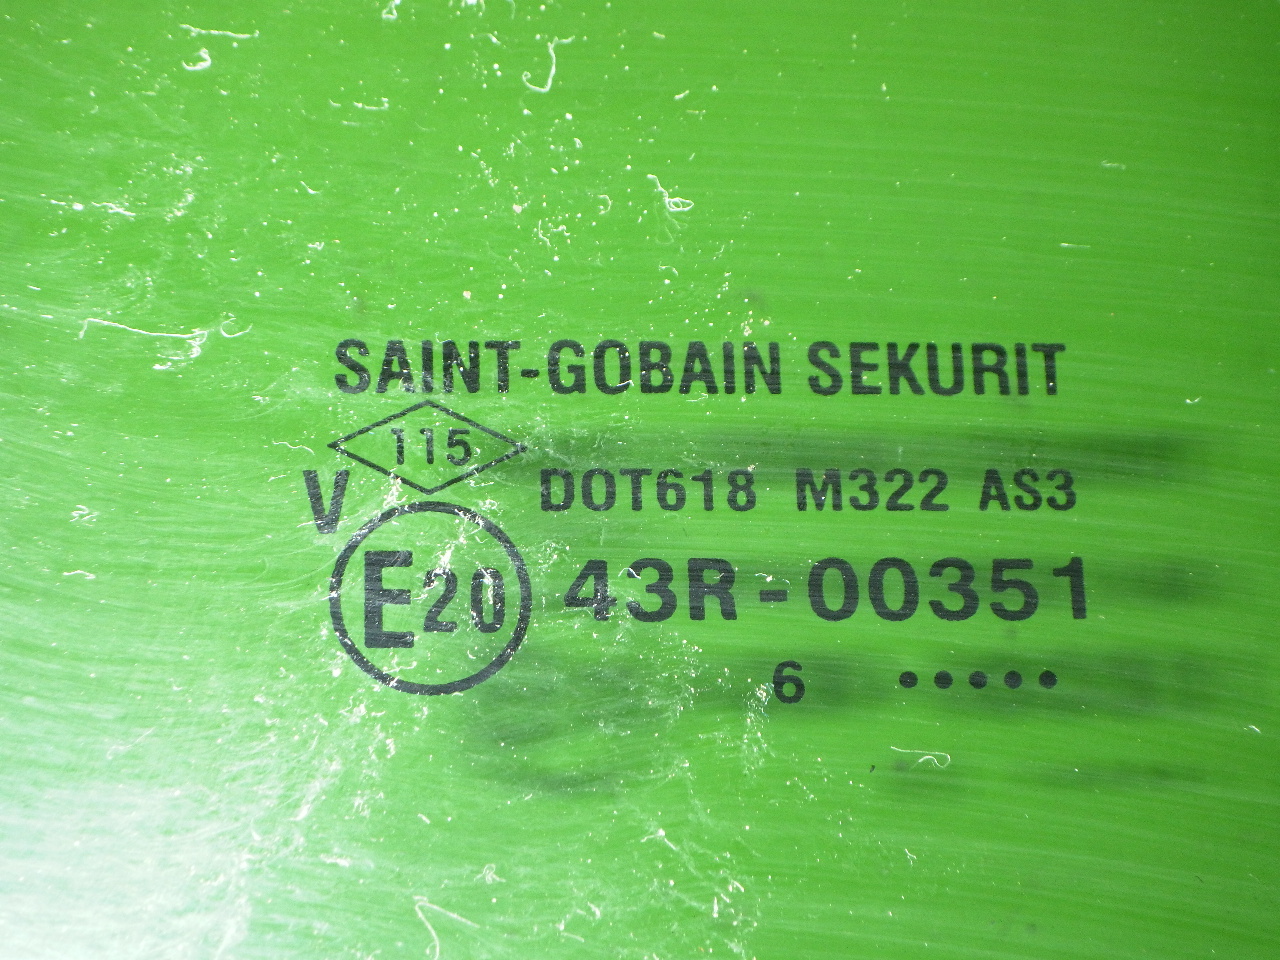 SAINT-GOBAIN SEKURIT
115
V
DOT618 M322 AS3
E20 43R-00351
6 •••••